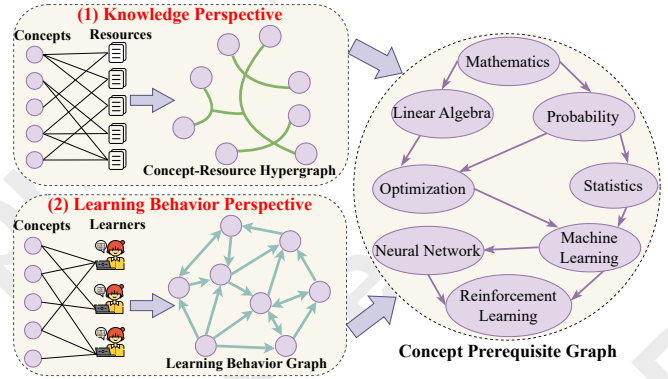 (1) Knowledge Perspective
Concepts
Resources
Concept-Resource Hypergraph
(2) Learning Behavior Perspective
Concepts
Learners
Learning Behavior Graph
Mathematics
Linear Algebra
Probability
Optimization
Statistics
Neural Network
Machine
Learning
Reinforcement
Learning
Concept Prerequisite Graph